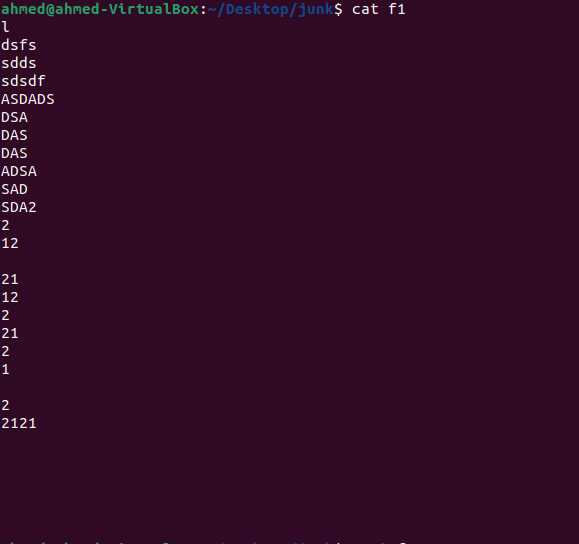 ahmed@ahmed-VirtualBox:~/Desktop/junk$ cat f1
l
dsfs
sdds
sdsdf
ASDADS
DSA
DAS
DAS
ADSA
SAD
SDA2
2
12
21
12
2
21
2
1
2
2121